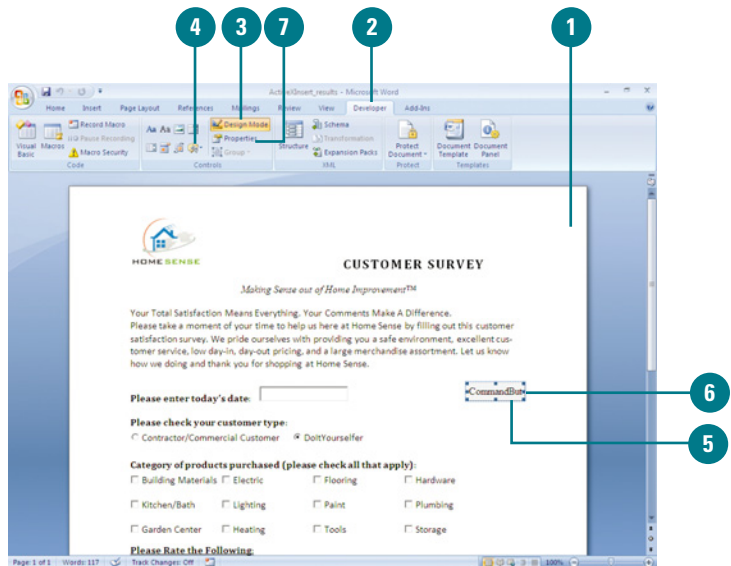 4 3 7 2 1
ActiveXInsert_results - Microsoft Word
Home Insert Page Layout References Mailings Review View Developer Add-Ins
Visual Basic
Macros
Record Macro
Pause Recording
Macro Security
Code
Aa Aa
Design Mode
Properties
Group
Controls
Structure
Schema
Transformation
Expansion Packs
XML
Protect Document
Protect
Document Template
Document Panel
Templates
HOME SENSE
CUSTOMER SURVEY
Making Sense out of Home Improvement™
Your Total Satisfaction Means Everything. Your Comments Make A Difference.
Please take a moment of your time to help us here at Home Sense by filling out this customer
satisfaction survey. We pride ourselves with providing you a safe environment, excellent cus-
tomer service, low day-in, day-out pricing, and a large merchandise assortment. Let us know
how we doing and thank you for shopping at Home Sense.
Please enter today's date:
CommandBut
6
5
Please check your customer type:
Contractor/Commercial Customer DoItYourselfer
Category of products purchased (please check all that apply):
Building Materials Electric Flooring Hardware
Kitchen/Bath Lighting Paint Plumbing
Garden Center Heating Tools Storage
Please Rate the Following:
Page: 1 of 1 Words: 117 Track Changes: Off 100%